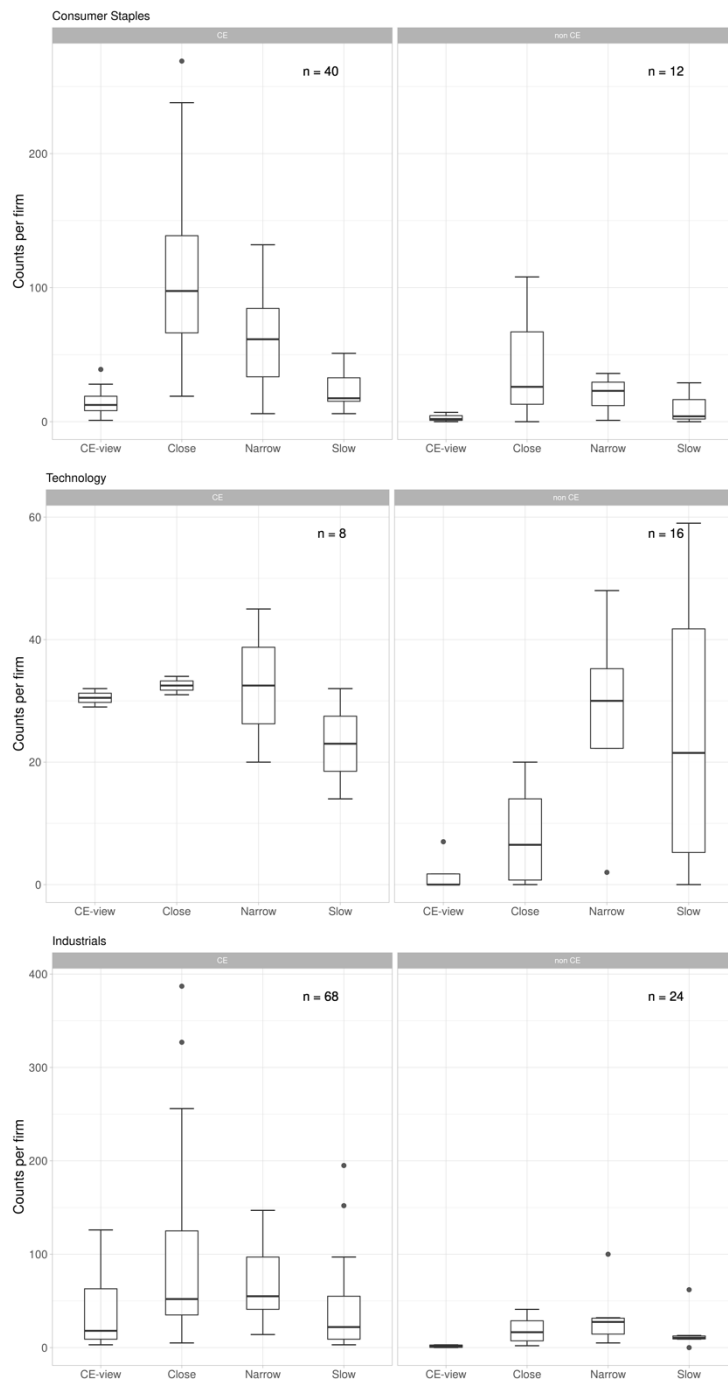 Consumer Staples
CE non CE
n = 40 n = 12
Counts per firm
200
100
0
CE-view Close Narrow Slow CE-view Close Narrow Slow
Technology
CE non CE
n = 8 n = 16
Counts per firm
60
40
20
0
CE-view Close Narrow Slow CE-view Close Narrow Slow
Industrials
CE non CE
n = 68 n = 24
Counts per firm
400
300
200
100
0
CE-view Close Narrow Slow CE-view Close Narrow Slow